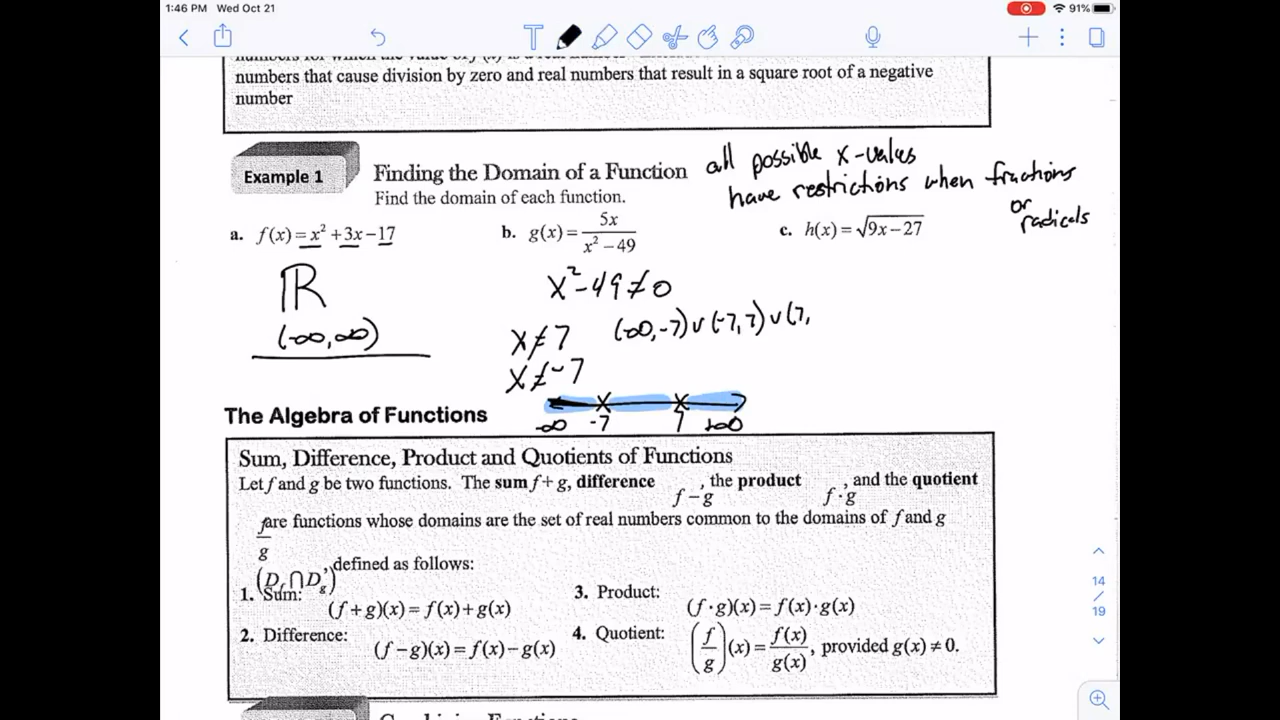 1:46 PM Wed Oct 21
91%
numbers that cause division by zero and real numbers that result in a square root of a negative
number
Example 1
Finding the Domain of a Function
all possible x-values
have restrictions when fractions
or
radicals
Find the domain of each function.
a. f(x) = x² + 3x − 17
b. g(x) = 5x / (x² − 49)
c. h(x) = √(9x − 27)
ℝ
(-∞, ∞)
x² - 49 ≠ 0
x ≠ 7
(-∞, -7) ∪ (-7, 7) ∪ (7,
x ≠ -7
-∞ -7 7 +∞
The Algebra of Functions
Sum, Difference, Product and Quotients of Functions
Let f and g be two functions. The sum f + g, difference f − g, the product f · g, and the quotient
f/g are functions whose domains are the set of real numbers common to the domains of f and g
(D_f ∩ D_g), defined as follows:
1. Sum: (f + g)(x) = f(x) + g(x)
2. Difference: (f − g)(x) = f(x) − g(x)
3. Product: (f · g)(x) = f(x) · g(x)
4. Quotient: (f/g)(x) = f(x)/g(x), provided g(x) ≠ 0.
14
/
19